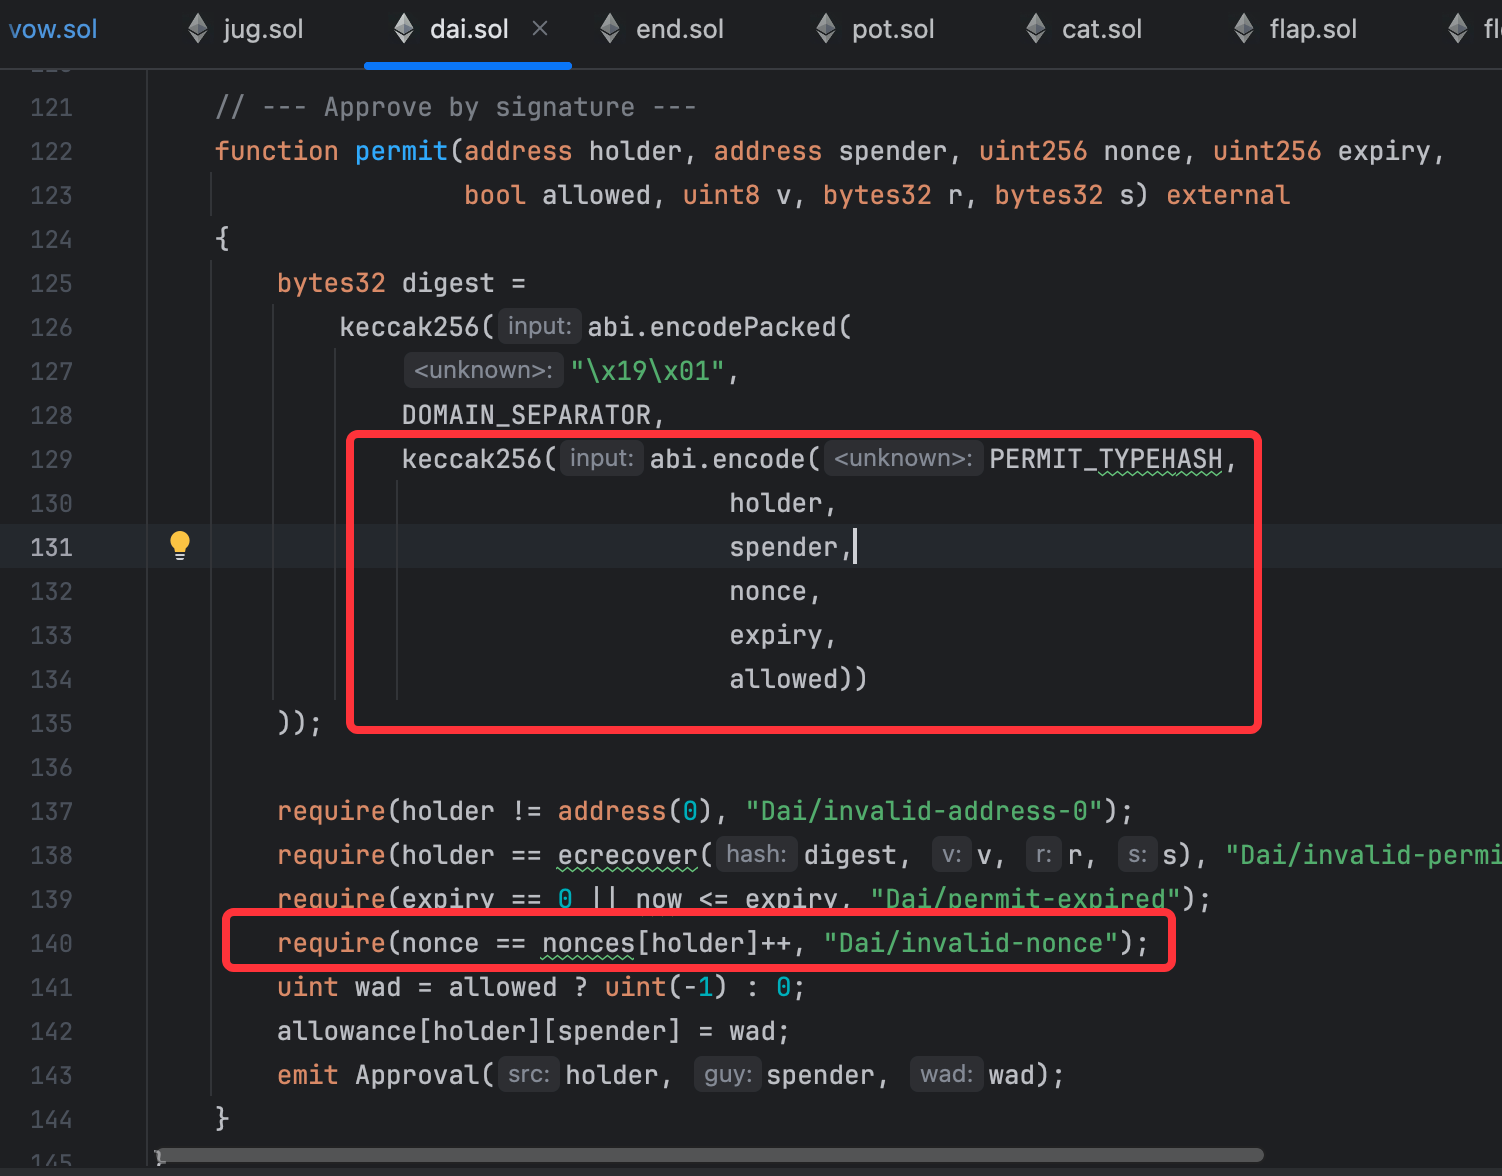 vow.sol jug.sol dai.sol end.sol pot.sol cat.sol flap.sol
121 // --- Approve by signature ---
122 function permit(address holder, address spender, uint256 nonce, uint256 expiry,
123 bool allowed, uint8 v, bytes32 r, bytes32 s) external
124 {
125 bytes32 digest =
126 keccak256( input: abi.encodePacked(
127 <unknown>: "\x19\x01",
128 DOMAIN_SEPARATOR,
129 keccak256( input: abi.encode( <unknown>: PERMIT_TYPEHASH,
130 holder,
131 spender,
132 nonce,
133 expiry,
134 allowed))
135 ));
136
137 require(holder != address(0), "Dai/invalid-address-0");
138 require(holder == ecrecover( hash: digest, v: v, r: r, s: s), "Dai/invalid-permi
139 require(expiry == 0 || now <= expiry, "Dai/permit-expired");
140 require(nonce == nonces[holder]++, "Dai/invalid-nonce");
141 uint wad = allowed ? uint(-1) : 0;
142 allowance[holder][spender] = wad;
143 emit Approval( src: holder, guy: spender, wad: wad);
144 }
145 }